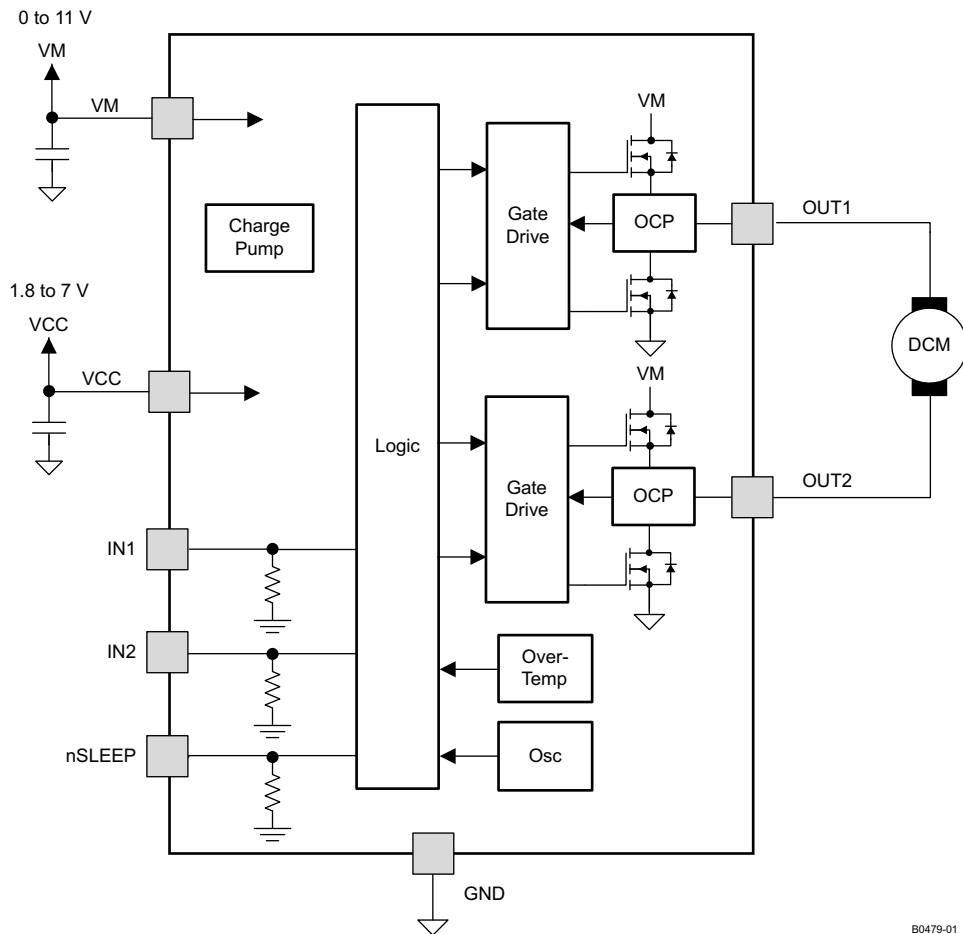 0 to 11 V
VM
VM
VM
Charge
Pump
Gate
Drive
OCP
OUT1
1.8 to 7 V
VCC
VCC
DCM
VM
Logic
Gate
Drive
OCP
OUT2
IN1
IN2
Over-
Temp
nSLEEP
Osc
GND
B0479-01